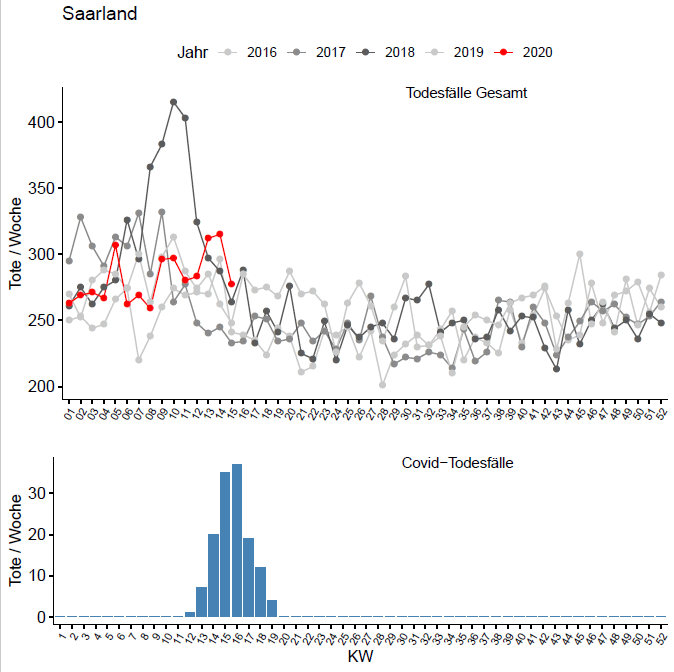 Saarland
Jahr 2016 2017 2018 2019 2020
Todesfälle Gesamt
Tote / Woche
400
350
300
250
200
01 02 03 04 05 06 07 08 09 10 11 12 13 14 15 16 17 18 19 20 21 22 23 24 25 26 27 28 29 30 31 32 33 34 35 36 37 38 39 40 41 42 43 44 45 46 47 48 49 50 51 52
Covid−Todesfälle
Tote / Woche
30
20
10
0
1 2 3 4 5 6 7 8 9 10 11 12 13 14 15 16 17 18 19 20 21 22 23 24 25 26 27 28 29 30 31 32 33 34 35 36 37 38 39 40 41 42 43 44 45 46 47 48 49 50 51 52
KW